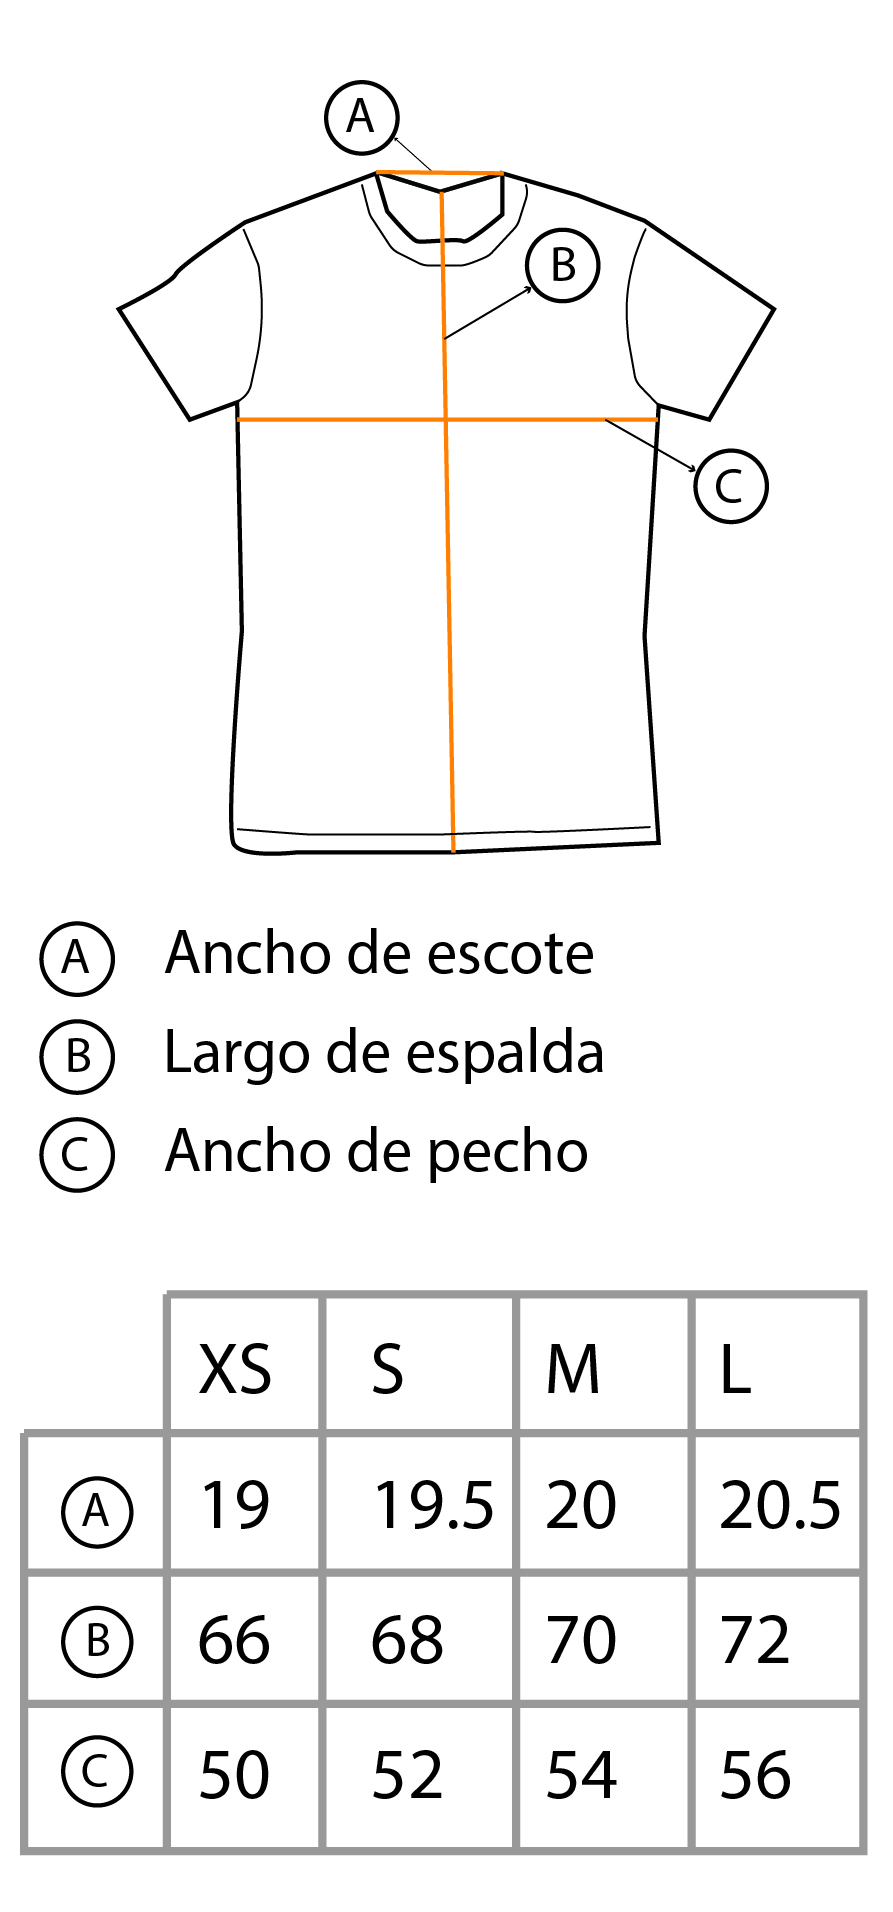 A
B
C
A Ancho de escote
B Largo de espalda
C Ancho de pecho
XS S M L
A 19 19.5 20 20.5
B 66 68 70 72
C 50 52 54 56